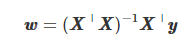 w = (X⊤X)⁻¹X⊤y